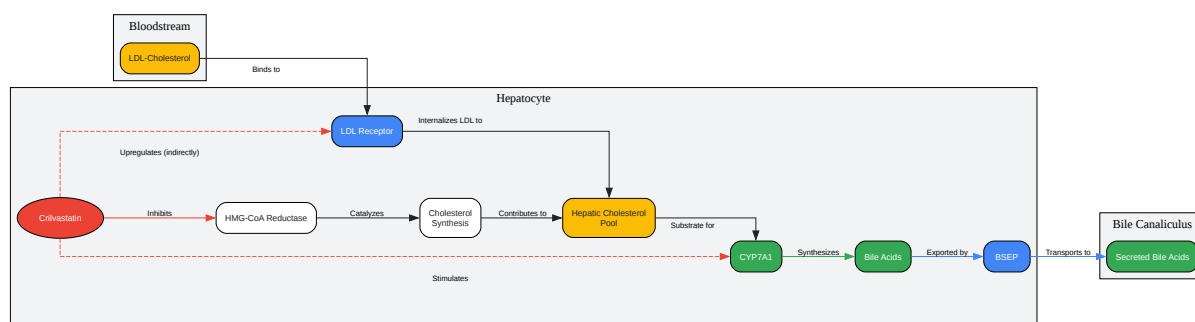 Bloodstream
LDL-Cholesterol
Binds to
Hepatocyte
LDL Receptor
Internalizes LDL to
Upregulates (indirectly)
Crilvastatin
Inhibits
HMG-CoA Reductase
Catalyzes
Cholesterol
Synthesis
Contributes to
Hepatic Cholesterol
Pool
Substrate for
CYP7A1
Synthesizes
Bile Acids
Exported by
BSEP
Transports to
Bile Canaliculus
Secreted Bile Acids
Stimulates